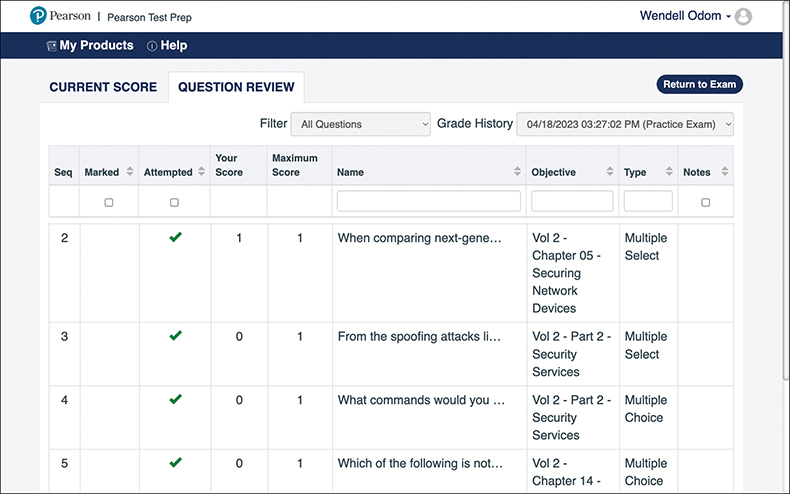 Pearson | Pearson Test Prep
Wendell Odom
My Products Help
CURRENT SCORE QUESTION REVIEW Return to Exam
Filter All Questions Grade History 04/18/2023 03:27:02 PM (Practice Exam)
Seq Marked Attempted Your Score Maximum Score Name Objective Type Notes
2 1 1 When comparing next-gene… Vol 2 - Multiple
Chapter 05 - Select
Securing
Network
Devices
3 0 1 From the spoofing attacks li… Vol 2 - Part 2 - Multiple
Security Select
Services
4 0 1 What commands would you … Vol 2 - Part 2 - Multiple
Security Choice
Services
5 0 1 Which of the following is not… Vol 2 - Multiple
Chapter 14 - Choice